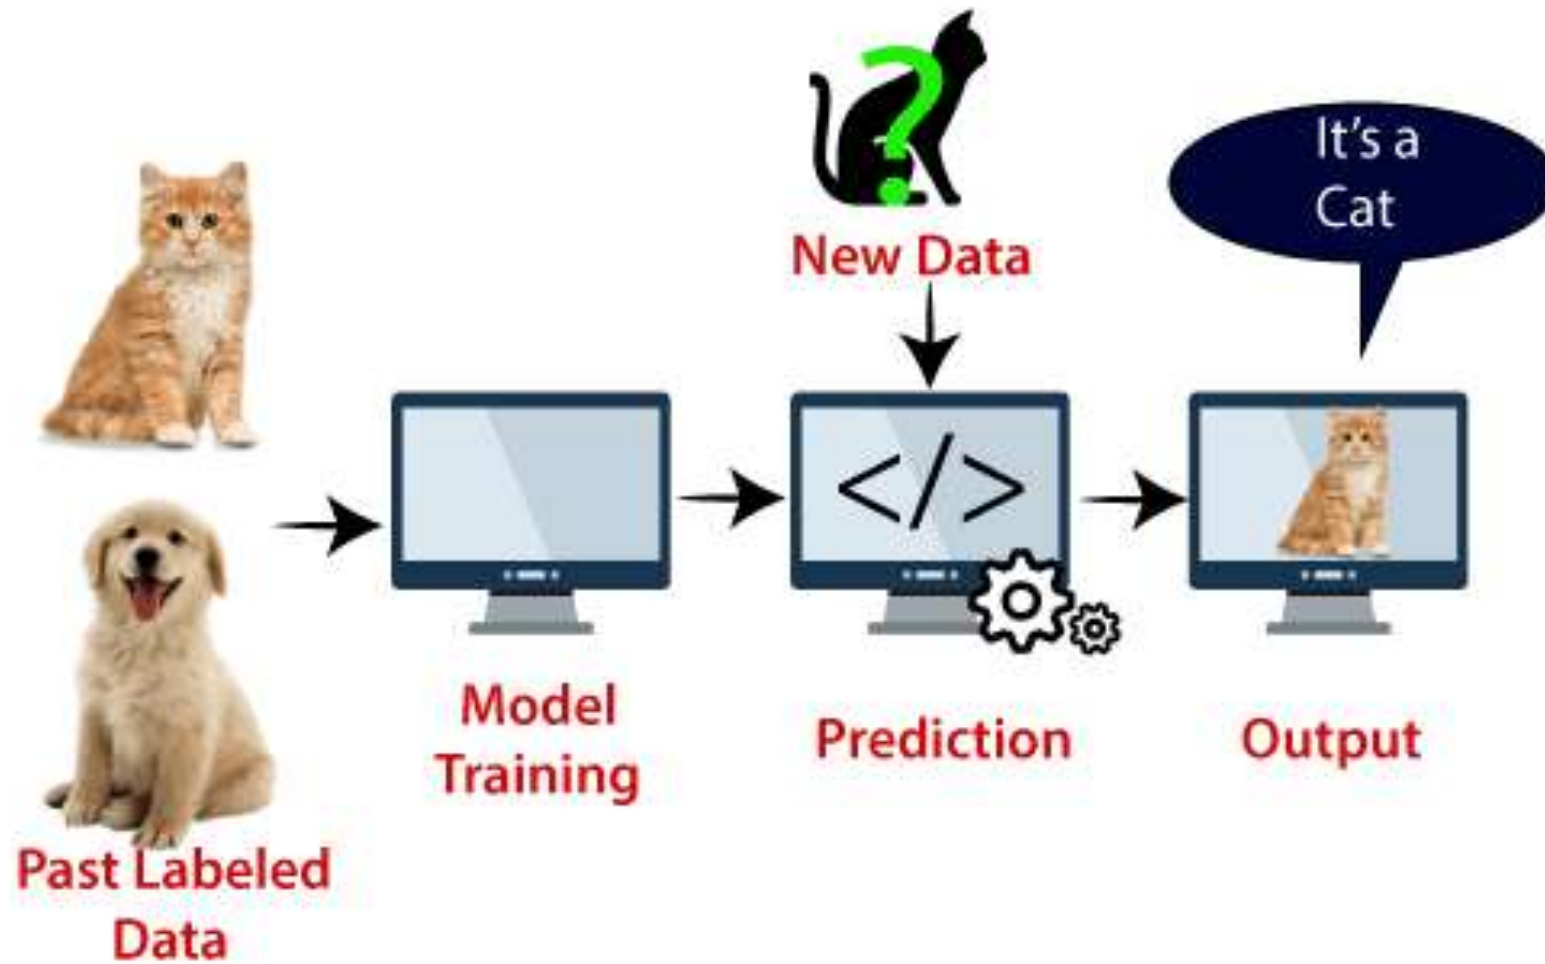 ?
New Data
It's a
Cat
</>
Model
Training
Prediction
Output
Past Labeled
Data